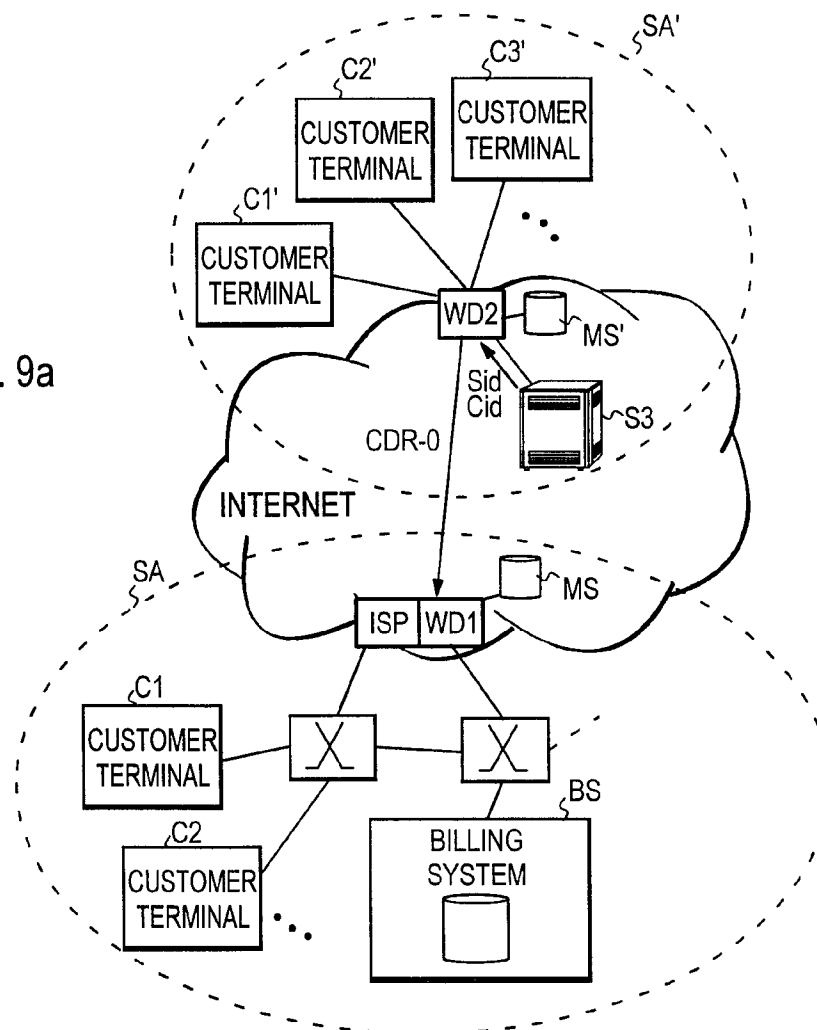 SA'
C3'
C2'
CUSTOMER
TERMINAL
CUSTOMER
TERMINAL
C1'
CUSTOMER
TERMINAL
WD2
MS'
. 9a
Sid
Cid
S3
CDR-0
INTERNET
SA
MS
ISP
WD1
C1
CUSTOMER
TERMINAL
C2
CUSTOMER
TERMINAL
BS
BILLING
SYSTEM